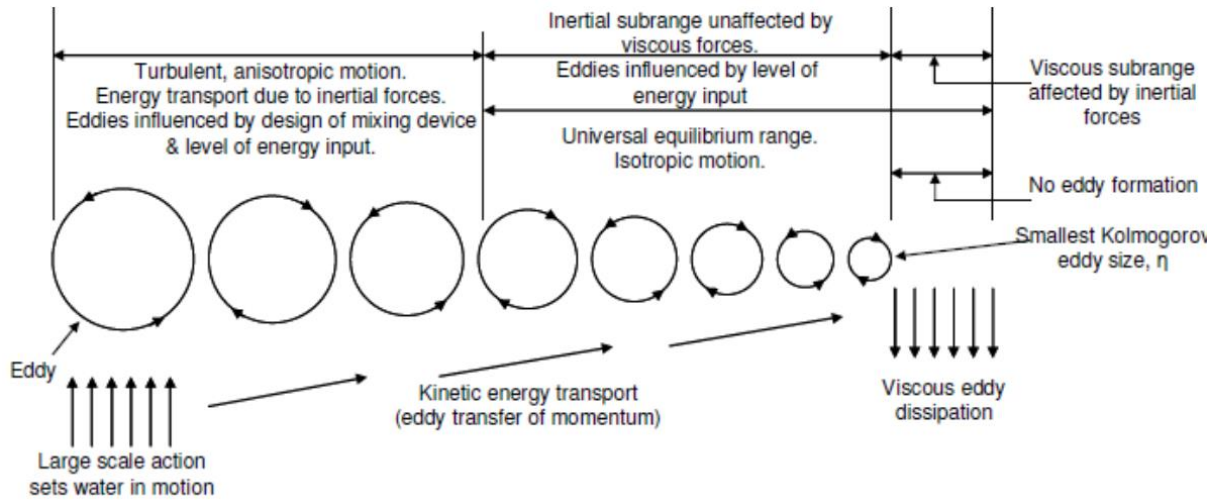 Turbulent, anisotropic motion.
Energy transport due to inertial forces.
Eddies influenced by design of mixing device
& level of energy input.
Inertial subrange unaffected by
viscous forces.
Eddies influenced by level of
energy input
Universal equilibrium range.
Isotropic motion.
Viscous subrange
affected by inertial
forces
No eddy formation
Smallest Kolmogorov
eddy size, η
Eddy
Large scale action
sets water in motion
Kinetic energy transport
(eddy transfer of momentum)
Viscous eddy
dissipation